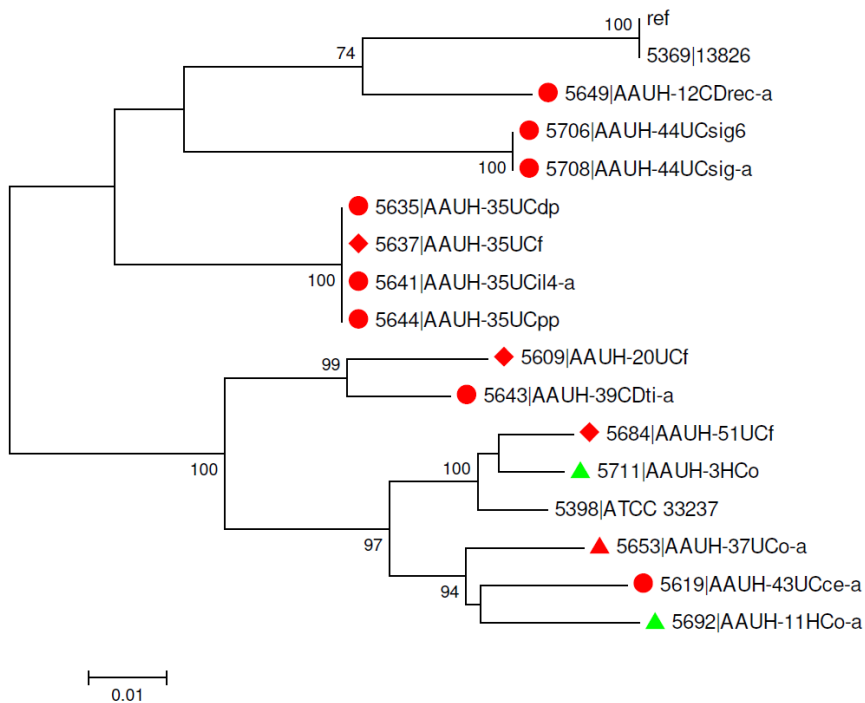 ref
100
5369|13826
74
5649|AAUH-12CDrec-a
5706|AAUH-44UCsig6
100
5708|AAUH-44UCsig-a
5635|AAUH-35UCdp
5637|AAUH-35UCf
100
5641|AAUH-35UCil4-a
5644|AAUH-35UCpp
5609|AAUH-20UCf
99
5643|AAUH-39CDti-a
5684|AAUH-51UCf
100
100
5711|AAUH-3HCo
5398|ATCC 33237
97
5653|AAUH-37UCo-a
94
5619|AAUH-43UCce-a
5692|AAUH-11HCo-a
0.01